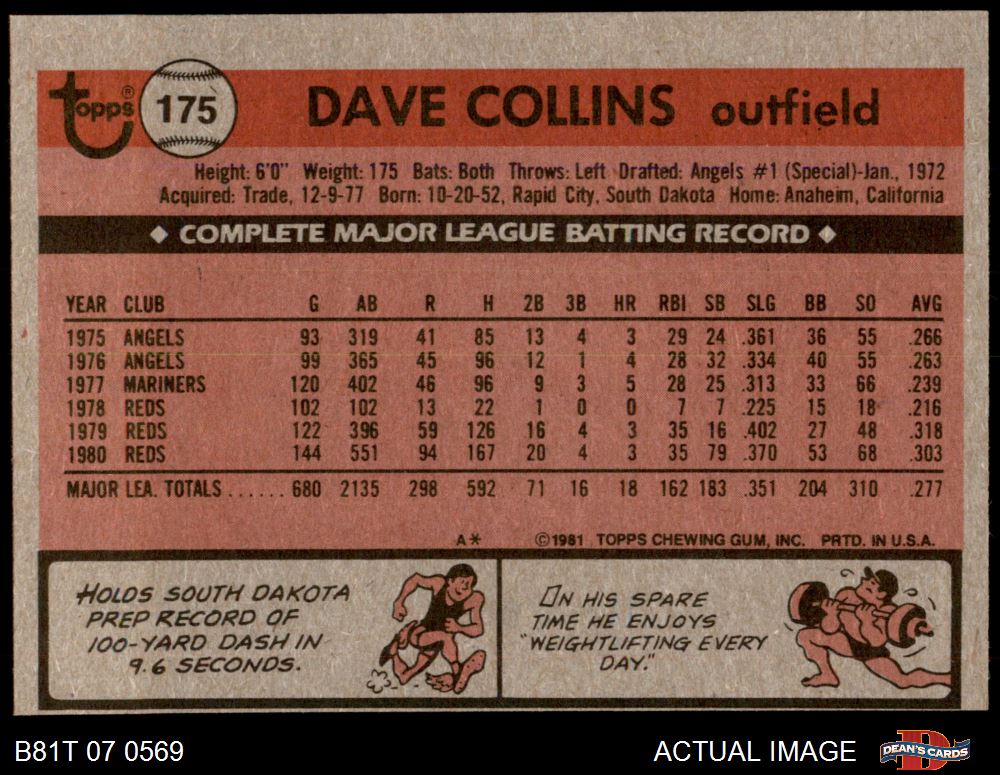 topps® 175 DAVE COLLINS outfield
Height: 6'0" Weight: 175 Bats: Both Throws: Left Drafted: Angels #1 (Special)-Jan., 1972
Acquired: Trade, 12-9-77 Born: 10-20-52, Rapid City, South Dakota Home: Anaheim, California
◆ COMPLETE MAJOR LEAGUE BATTING RECORD ◆
YEAR CLUB G AB R H 2B 3B HR RBI SB SLG BB SO AVG
1975 ANGELS 93 319 41 85 13 4 3 29 24 .361 36 55 .266
1976 ANGELS 99 365 45 96 12 1 4 28 32 .334 40 55 .263
1977 MARINERS 120 402 46 96 9 3 5 28 25 .313 33 66 .239
1978 REDS 102 102 13 22 1 0 0 7 7 .225 15 18 .216
1979 REDS 122 396 59 126 16 4 3 35 16 .402 27 48 .318
1980 REDS 144 551 94 167 20 4 3 35 79 .370 53 68 .303
MAJOR LEA. TOTALS ...... 680 2135 298 592 71 16 18 162 183 .351 204 310 .277
A* ©1981 TOPPS CHEWING GUM, INC. PRTD. IN U.S.A.
HOLDS SOUTH DAKOTA
PREP RECORD OF
100-YARD DASH IN
9.6 SECONDS.
IN HIS SPARE
TIME HE ENJOYS
"WEIGHTLIFTING EVERY
DAY."
B81T 07 0569 ACTUAL IMAGE DEAN'S CARDS